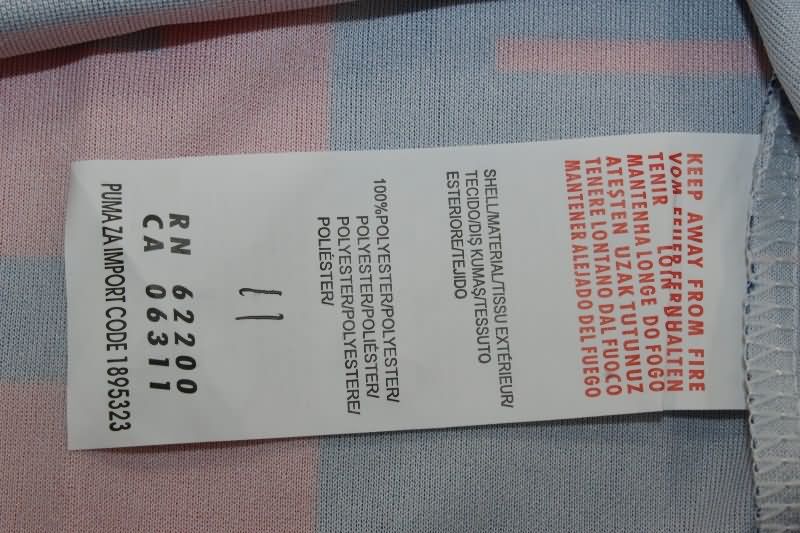 KEEP AWAY FROM FIRE
VOM FEUER FERNHALTEN
TENIR LOIN
MANTENHA LONGE DO FOGO
ATEŞTEN UZAK TUTUNUZ
TENERE LONTANO DAL FUOCO
MANTENER ALEJADO DEL FUEGO
SHELL/MATERIAL/TISSU EXTÉRIEUR/
TECIDO/DIŞ KUMAŞ/TESSUTO
ESTERIORE/TEJIDO
100%POLYESTER/POLYESTER/
POLYESTER/POLIÉSTER/
POLYESTER/POLYESTERE/
POLIÉSTER/
RN 62200
CA 06311
PUMA ZA IMPORT CODE 1895323